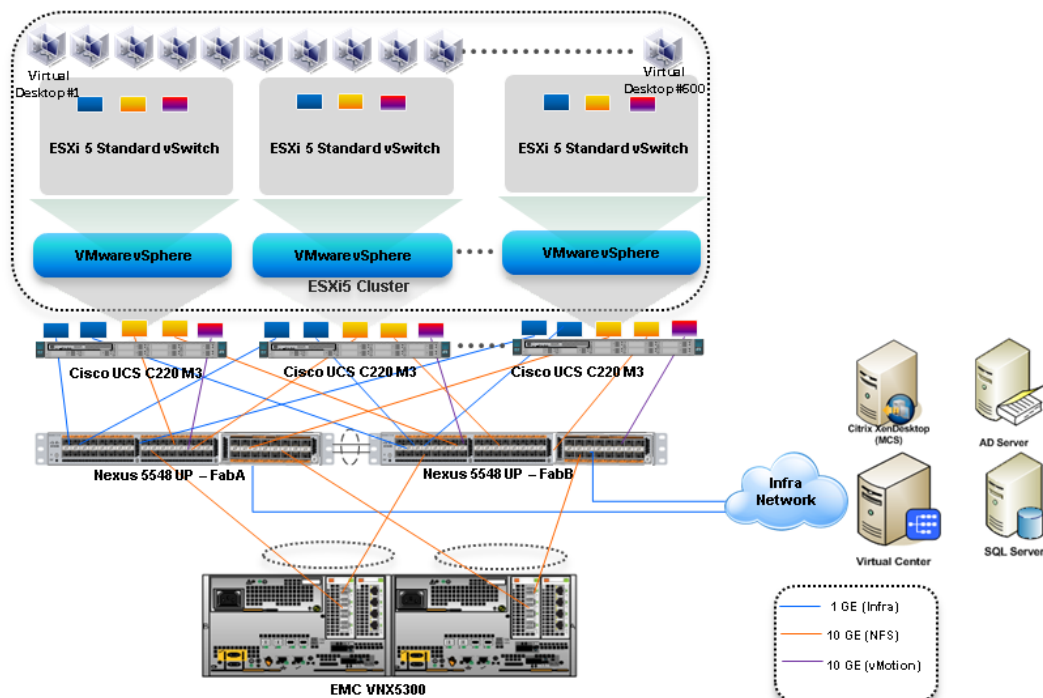 Virtual
Desktop #1
Virtual
Desktop #600
ESXi 5 Standard vSwitch
ESXi 5 Standard vSwitch
ESXi 5 Standard vSwitch
VMware vSphere
VMware vSphere
VMware vSphere
ESXi5 Cluster
Cisco UCS C220 M3
Cisco UCS C220 M3
Cisco UCS C220 M3
Citrix XenDesktop
(MCS)
AD Server
Nexus 5548 UP – FabA
Nexus 5548 UP – FabB
Infra
Network
Virtual Center
SQL Server
1 GE (Infra)
10 GE (NFS)
10 GE (vMotion)
EMC VNX5300